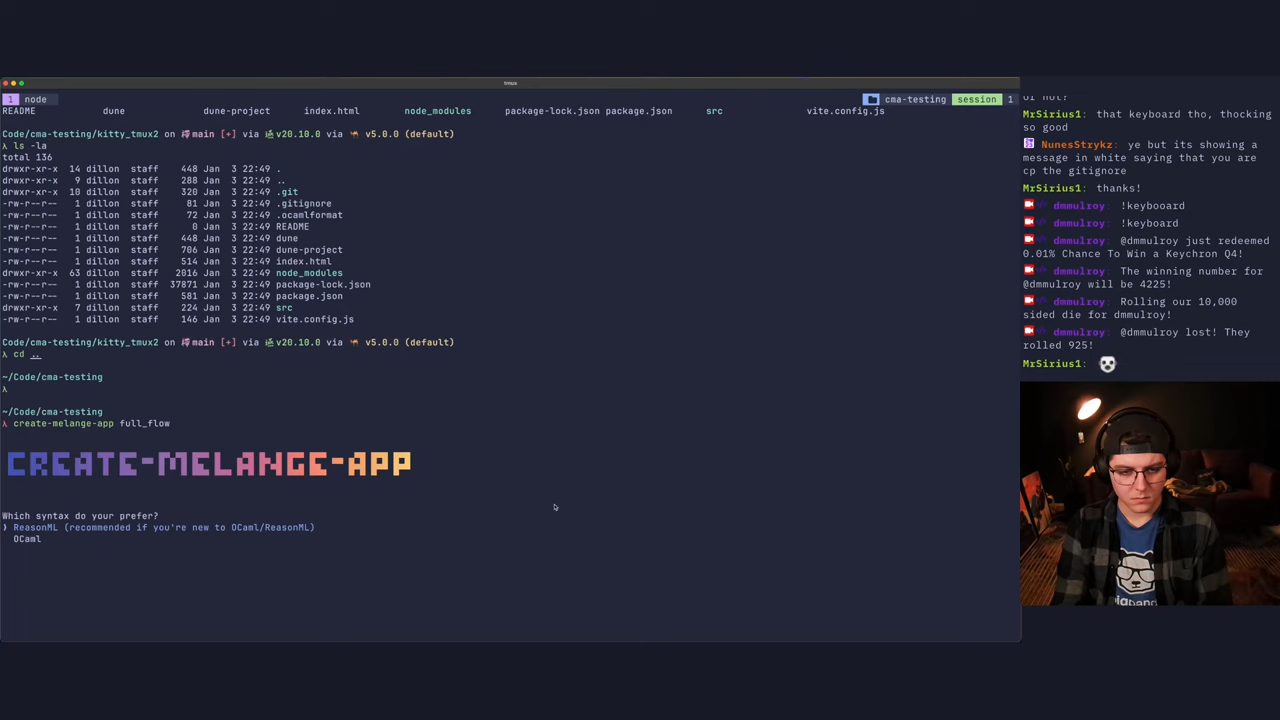 tmux
1 node
cma-testing session 1
README dune dune-project index.html node_modules package-lock.json package.json src vite.config.js
Code/cma-testing/kitty_tmux2 on main [+] via v20.10.0 via v5.0.0 (default)
λ ls -la
total 136
drwxr-xr-x 14 dillon staff 448 Jan 3 22:49 .
drwxr-xr-x 9 dillon staff 288 Jan 3 22:49 ..
drwxr-xr-x 10 dillon staff 320 Jan 3 22:49 .git
-rw-r--r-- 1 dillon staff 81 Jan 3 22:49 .gitignore
-rw-r--r-- 1 dillon staff 72 Jan 3 22:49 .ocamlformat
-rw-r--r-- 1 dillon staff 0 Jan 3 22:49 README
-rw-r--r-- 1 dillon staff 448 Jan 3 22:49 dune
-rw-r--r-- 1 dillon staff 706 Jan 3 22:49 dune-project
-rw-r--r-- 1 dillon staff 514 Jan 3 22:49 index.html
drwxr-xr-x 63 dillon staff 2016 Jan 3 22:49 node_modules
-rw-r--r-- 1 dillon staff 37871 Jan 3 22:49 package-lock.json
-rw-r--r-- 1 dillon staff 581 Jan 3 22:49 package.json
drwxr-xr-x 7 dillon staff 224 Jan 3 22:49 src
-rw-r--r-- 1 dillon staff 146 Jan 3 22:49 vite.config.js
Code/cma-testing/kitty_tmux2 on main [+] via v20.10.0 via v5.0.0 (default)
λ cd ..
~/Code/cma-testing
λ
~/Code/cma-testing
λ create-melange-app full_flow
CREATE-MELANGE-APP
Which syntax do your prefer?
❯ ReasonML (recommended if you're new to OCaml/ReasonML)
OCaml
or not?
MrSirius1: that keyboard tho, thocking
so good
NunesStrykz: ye but its showing a
message in white saying that you are
cp the gitignore
MrSirius1: thanks!
dmmulroy: !keybooard
dmmulroy: !keyboard
dmmulroy: @dmmulroy just redeemed
0.01% Chance To Win a Keychron Q4!
dmmulroy: The winning number for
@dmmulroy will be 4225!
dmmulroy: Rolling our 10,000
sided die for dmmulroy!
dmmulroy: @dmmulroy lost! They
rolled 925!
MrSirius1: